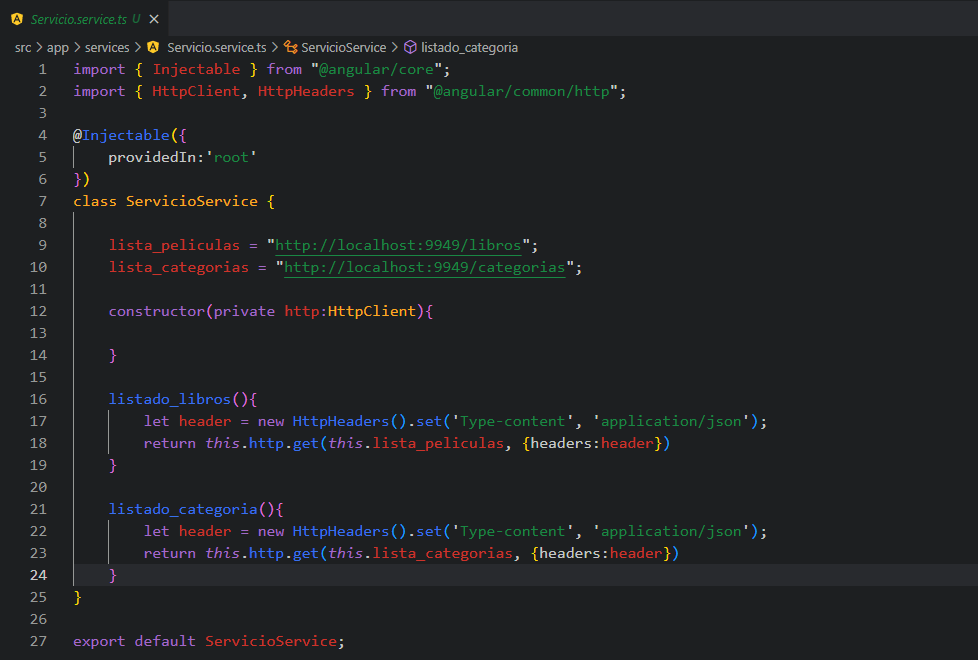 Servicio.service.ts U ×
src > app > services > Servicio.service.ts > ServicioService > listado_categoria
1 import { Injectable } from "@angular/core";
2 import { HttpClient, HttpHeaders } from "@angular/common/http";
3
4 @Injectable({
5     providedIn:'root'
6 })
7 class ServicioService {
8
9     lista_peliculas = "http://localhost:9949/libros";
10     lista_categorias = "http://localhost:9949/categorias";
11
12     constructor(private http:HttpClient){
13
14     }
15
16     listado_libros(){
17         let header = new HttpHeaders().set('Type-content', 'application/json');
18         return this.http.get(this.lista_peliculas, {headers:header})
19     }
20
21     listado_categoria(){
22         let header = new HttpHeaders().set('Type-content', 'application/json');
23         return this.http.get(this.lista_categorias, {headers:header})
24     }
25 }
26
27 export default ServicioService;